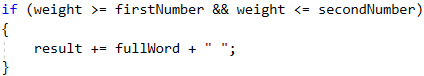 if (weight >= firstNumber && weight <= secondNumber)
{
    result += fullWord + " ";
}